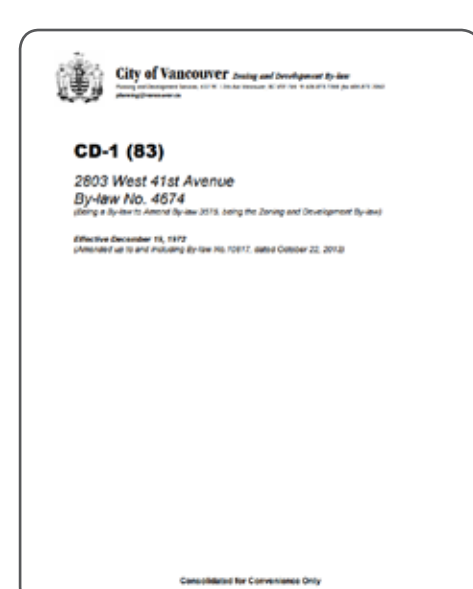 City of Vancouver Zoning and Development By-law
CD-1 (83)
2803 West 41st Avenue
By-law No. 4674
(Being a By-law to Amend By-law 3575, being the Zoning and Development By-law)
Effective December 19, 1972
(Amended up to and including By-law No. 10817, dated October 22, 2013)
Consolidated for Convenience Only